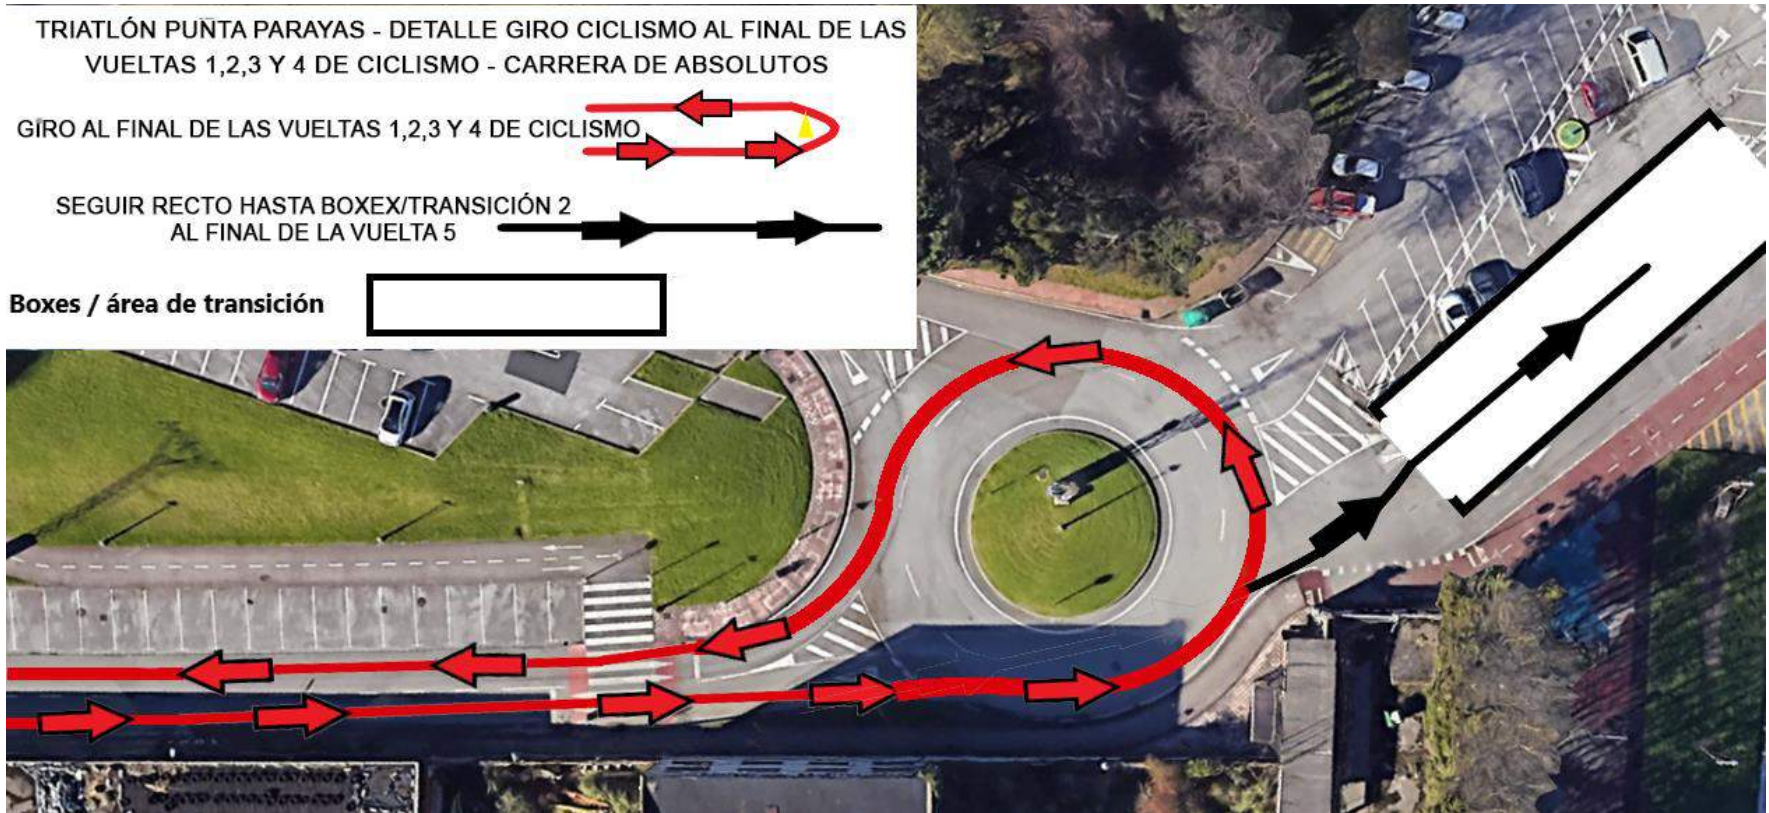 TRIATLÓN PUÑTA PARAYAS - DETALLE GIRO CICLISMO AL FINAL DE LAS
VUELTAS 1,2,3 Y 4 DE CICLISMO - CARRERA DE ABSOLUTOS
GIRO AL FINAL DE LAS VUELTAS 1,2,3 Y 4 DE CICLISMO
SEGUIR RECTO HASTA BOXEX/TRANSICIÓN 2
AL FINAL DE LA VUELTA 5
Boxes / área de transición